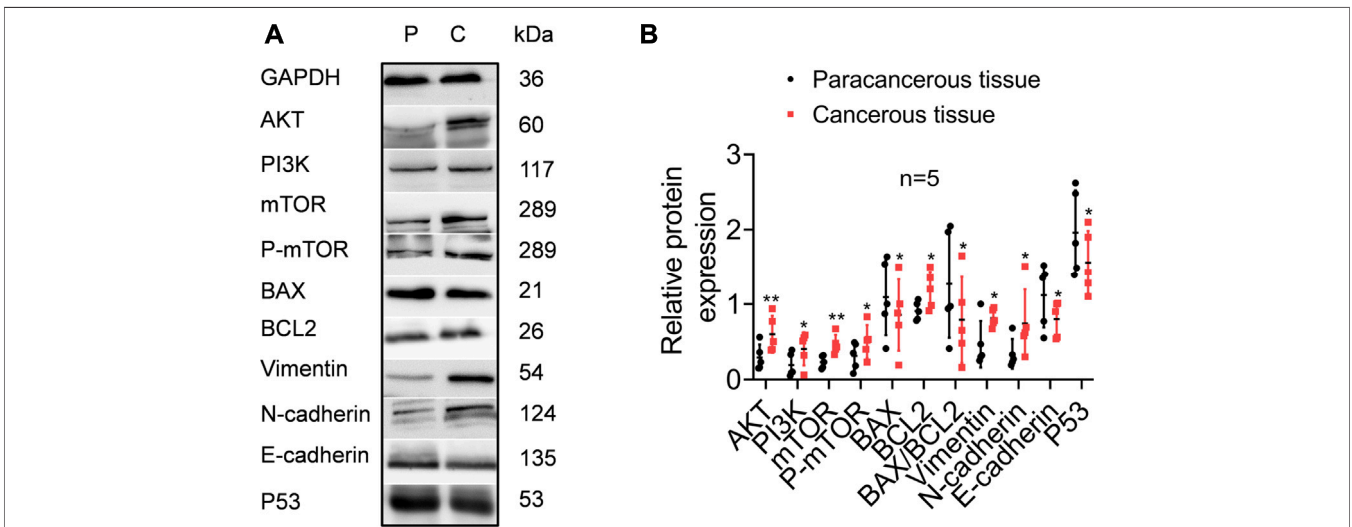 A
P C kDa
GAPDH 36
AKT 60
PI3K 117
mTOR 289
P-mTOR 289
BAX 21
BCL2 26
Vimentin 54
N-cadherin 124
E-cadherin 135
P53 53
B
Paracancerous tissue
Cancerous tissue
n=5
Relative protein
expression
3
2
1
0
** * ** * * * * * * * *
AKT
PI3K
mTOR
P-mTOR
BAX
BCL2
BAX/BCL2
Vimentin
N-cadherin
E-cadherin
P53